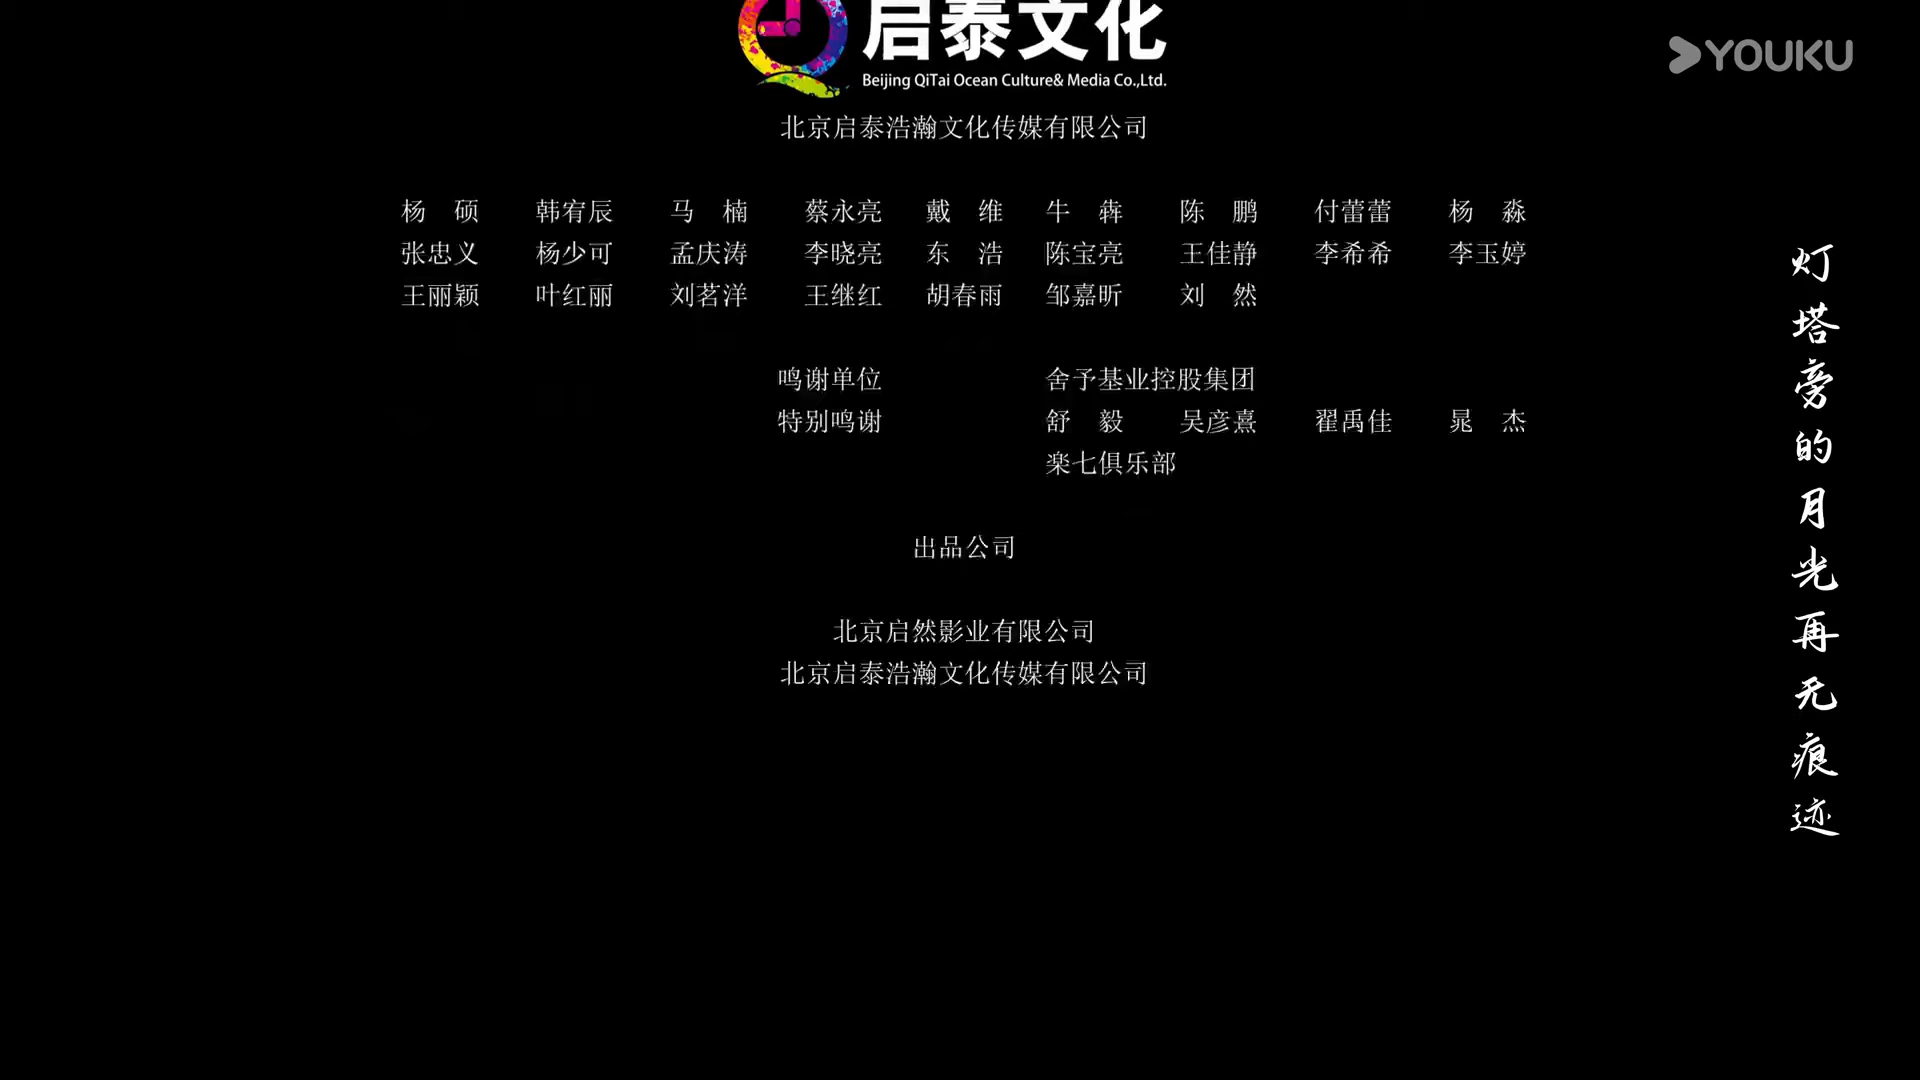 启泰文化
Beijing QiTai Ocean Culture& Media Co.,Ltd.
YOUKU
北京启泰浩瀚文化传媒有限公司
杨 硕 韩宥辰 马 楠 蔡永亮 戴 维 牛 犇 陈 鹏 付蕾蕾 杨 淼
张忠义 杨少可 孟庆涛 李晓亮 东 浩 陈宝亮 王佳静 李希希 李玉婷
王丽颖 叶红丽 刘茗洋 王继红 胡春雨 邹嘉昕 刘 然
鸣谢单位 舍予基业控股集团
特别鸣谢 舒 毅 吴彦熹 翟禹佳 晁 杰
楽七俱乐部
出品公司
北京启然影业有限公司
北京启泰浩瀚文化传媒有限公司
灯塔旁的月光再无痕迹